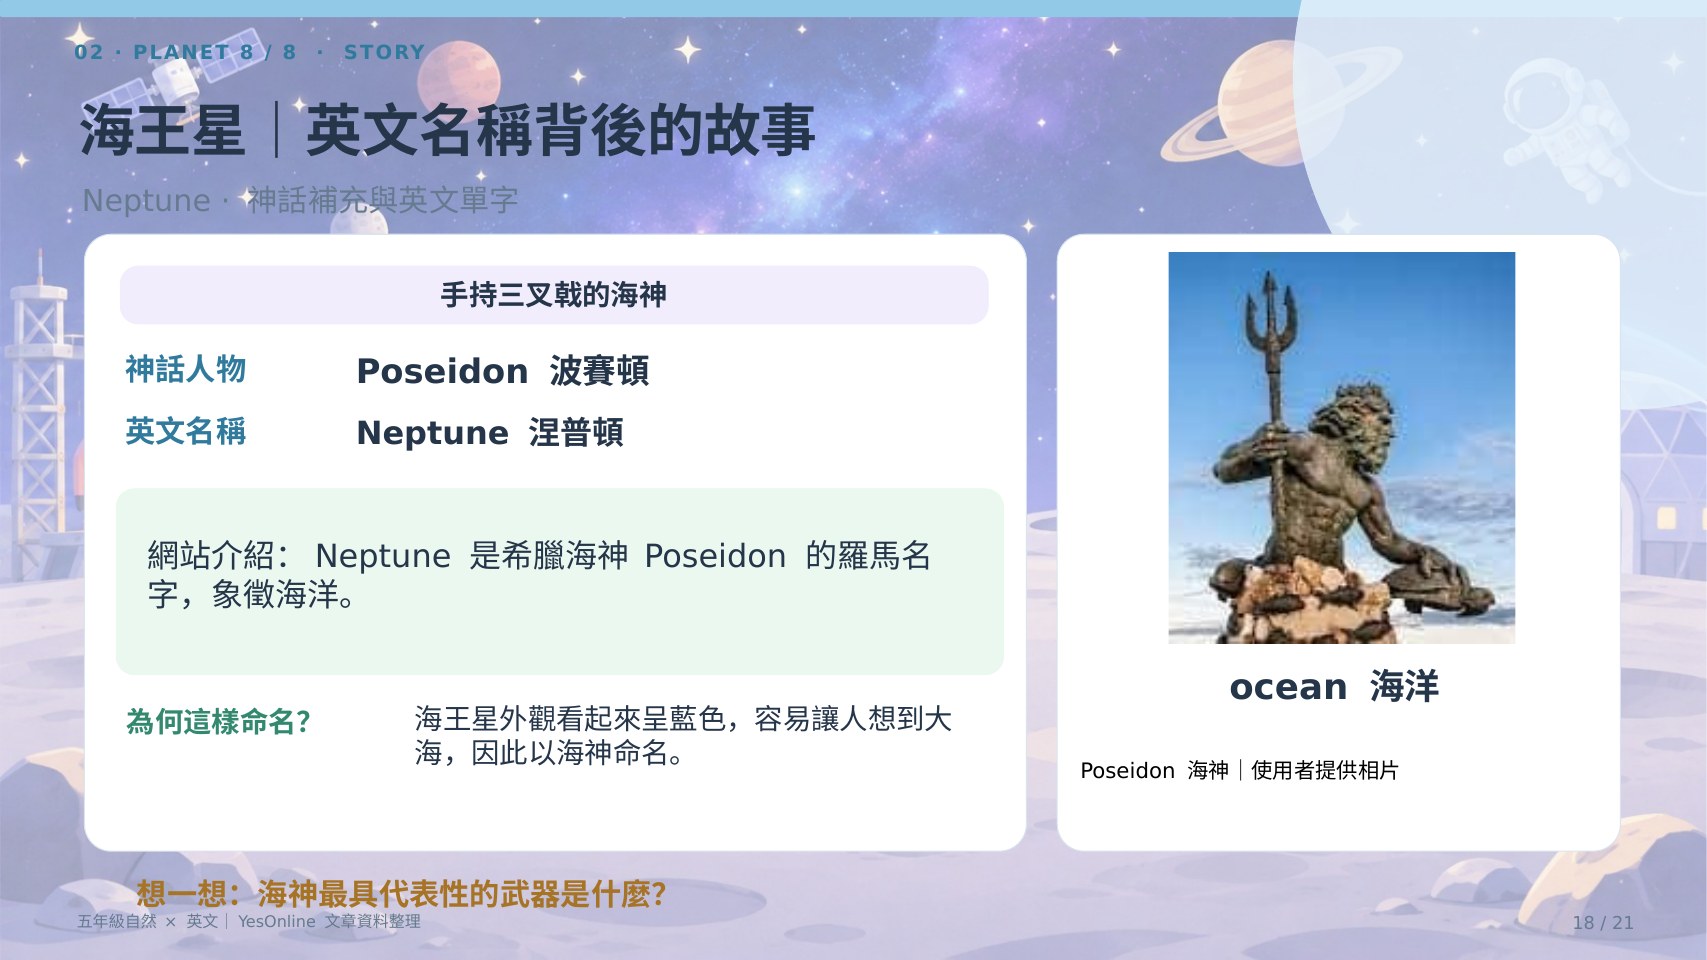 02 · PLANET 8 / 8 · STORY
海王星｜英文名稱背後的故事
Neptune · 神話補充與英文單字
手持三叉戟的海神
神話人物 Poseidon 波賽頓
英文名稱 Neptune 涅普頓
網站介紹： Neptune 是希臘海神 Poseidon 的羅馬名
字，象徵海洋。
為何這樣命名？ 海王星外觀看起來呈藍色，容易讓人想到大
海，因此以海神命名。
ocean 海洋
Poseidon 海神｜使用者提供相片
想一想：海神最具代表性的武器是什麼？
五年級自然 × 英文｜YesOnline 文章資料整理
18 / 21